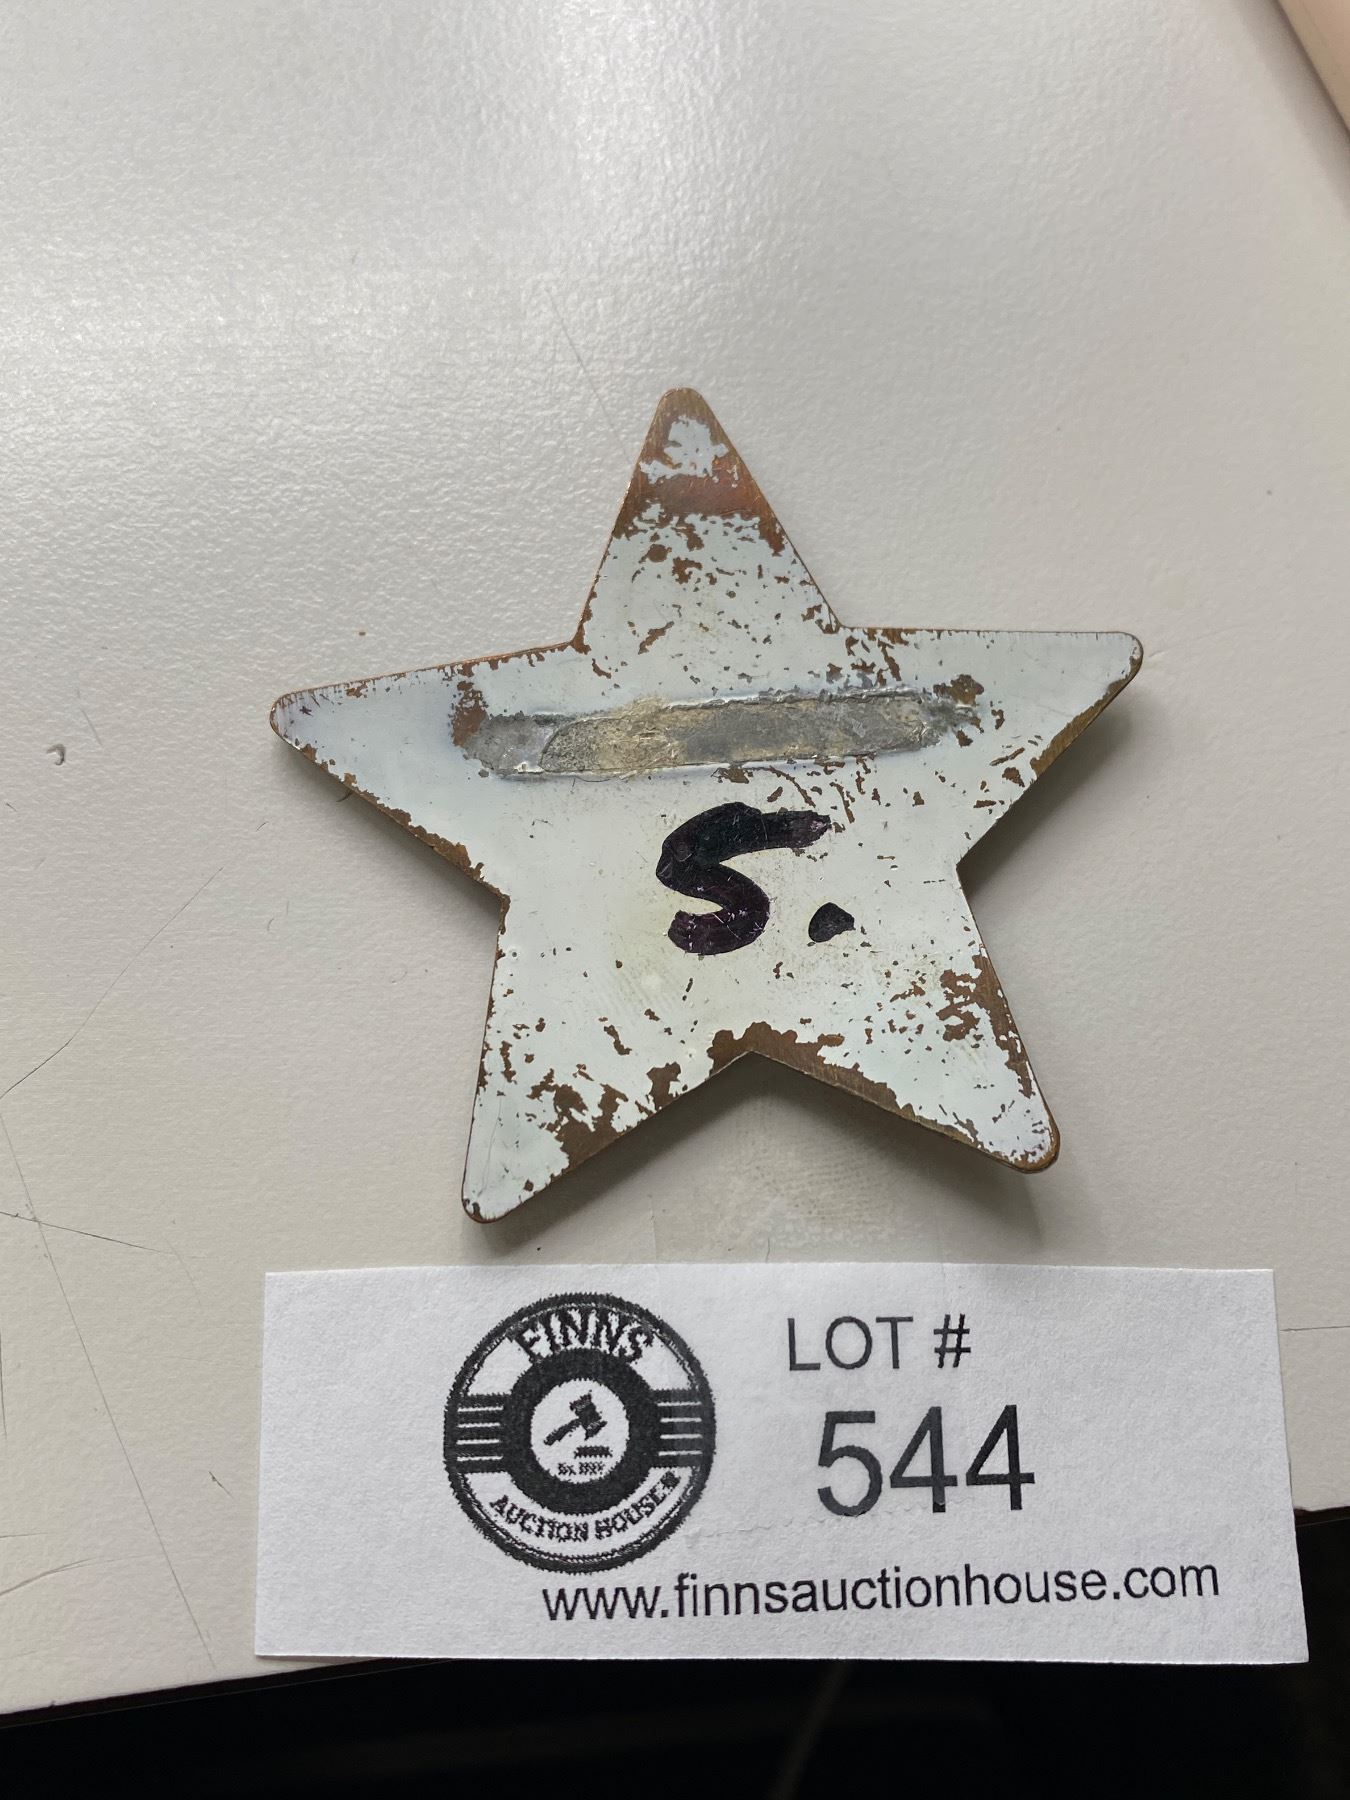 S.
FINNS
AUCTION HOUSE
LOT #
544
www.finnsauctionhouse.com